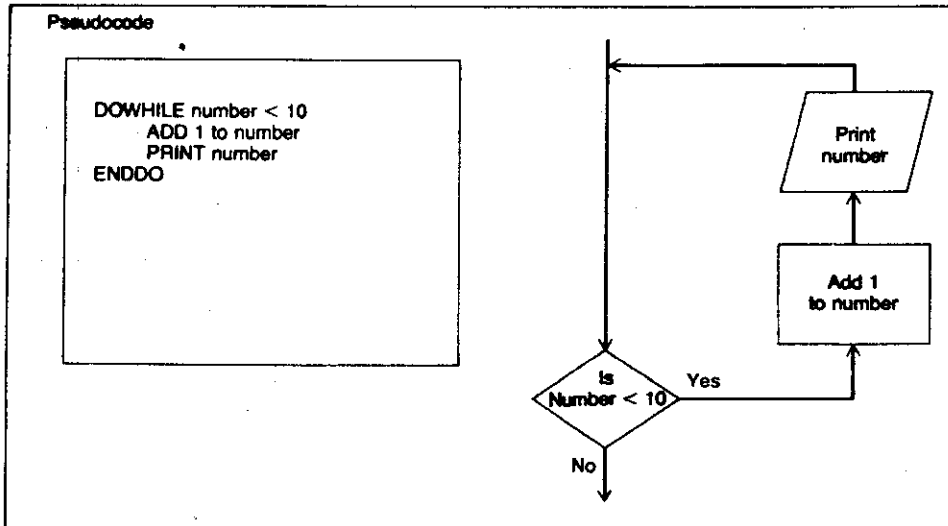 Pseudocode
DOWHILE number < 10
ADD 1 to number
PRINT number
ENDDO
Print
number
Add 1
to number
Is
Number < 10
Yes
No